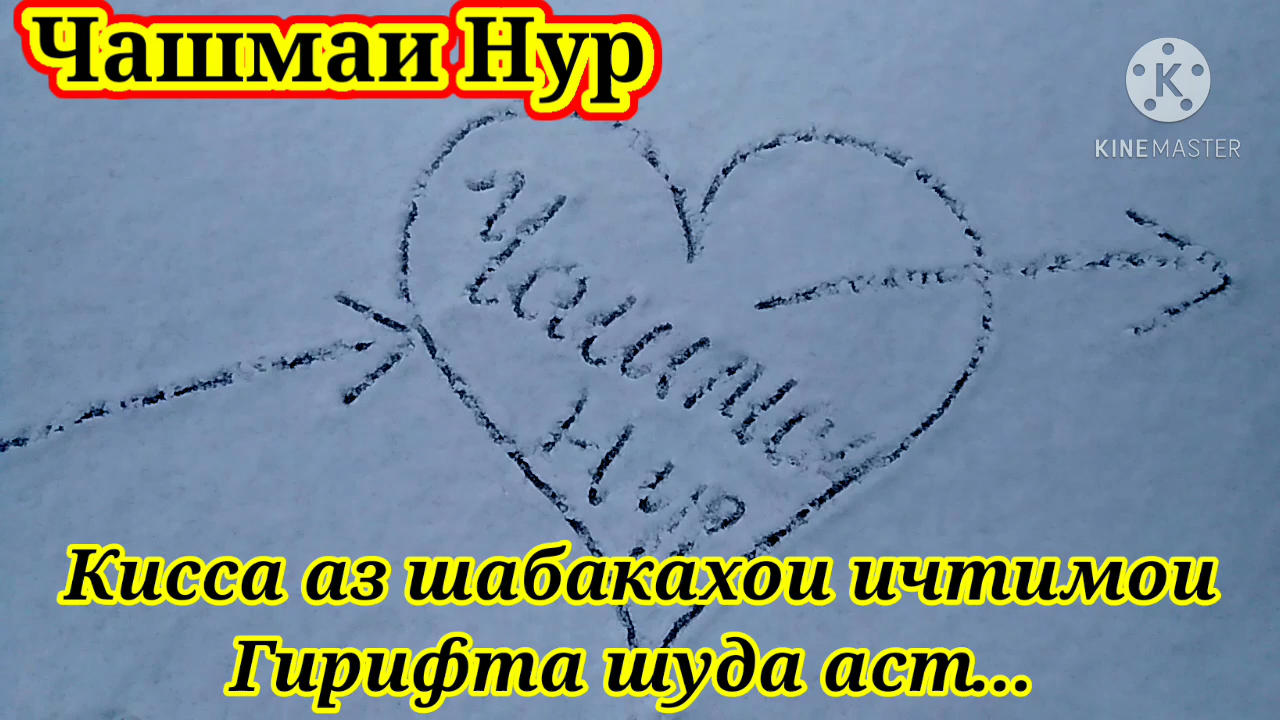 Чашмаи Нур
KINEMASTER
Чашмаи
Нур
Кисса аз шабакахои ичтимои
Гирифта шуда аст...